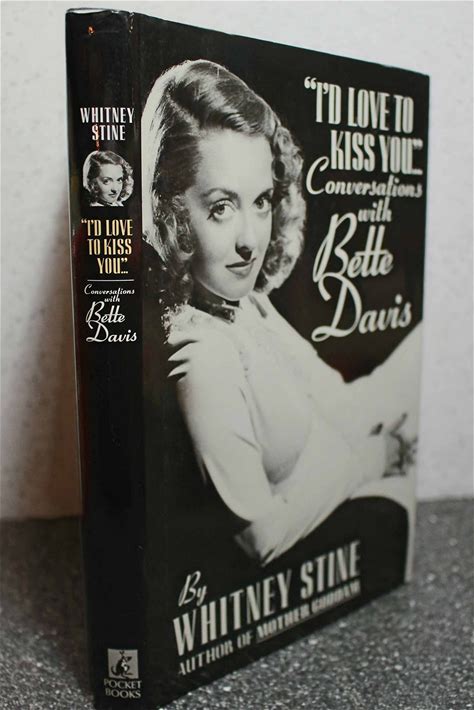 WHITNEY
STINE
"I'D LOVE
TO KISS
YOU"...
Conversations
with
Bette
Davis
POCKET
BOOKS
"I'D LOVE TO
KISS YOU"...
Conversations
with
Bette
Davis
By
WHITNEY STINE
AUTHOR OF MOTHER GODDAM